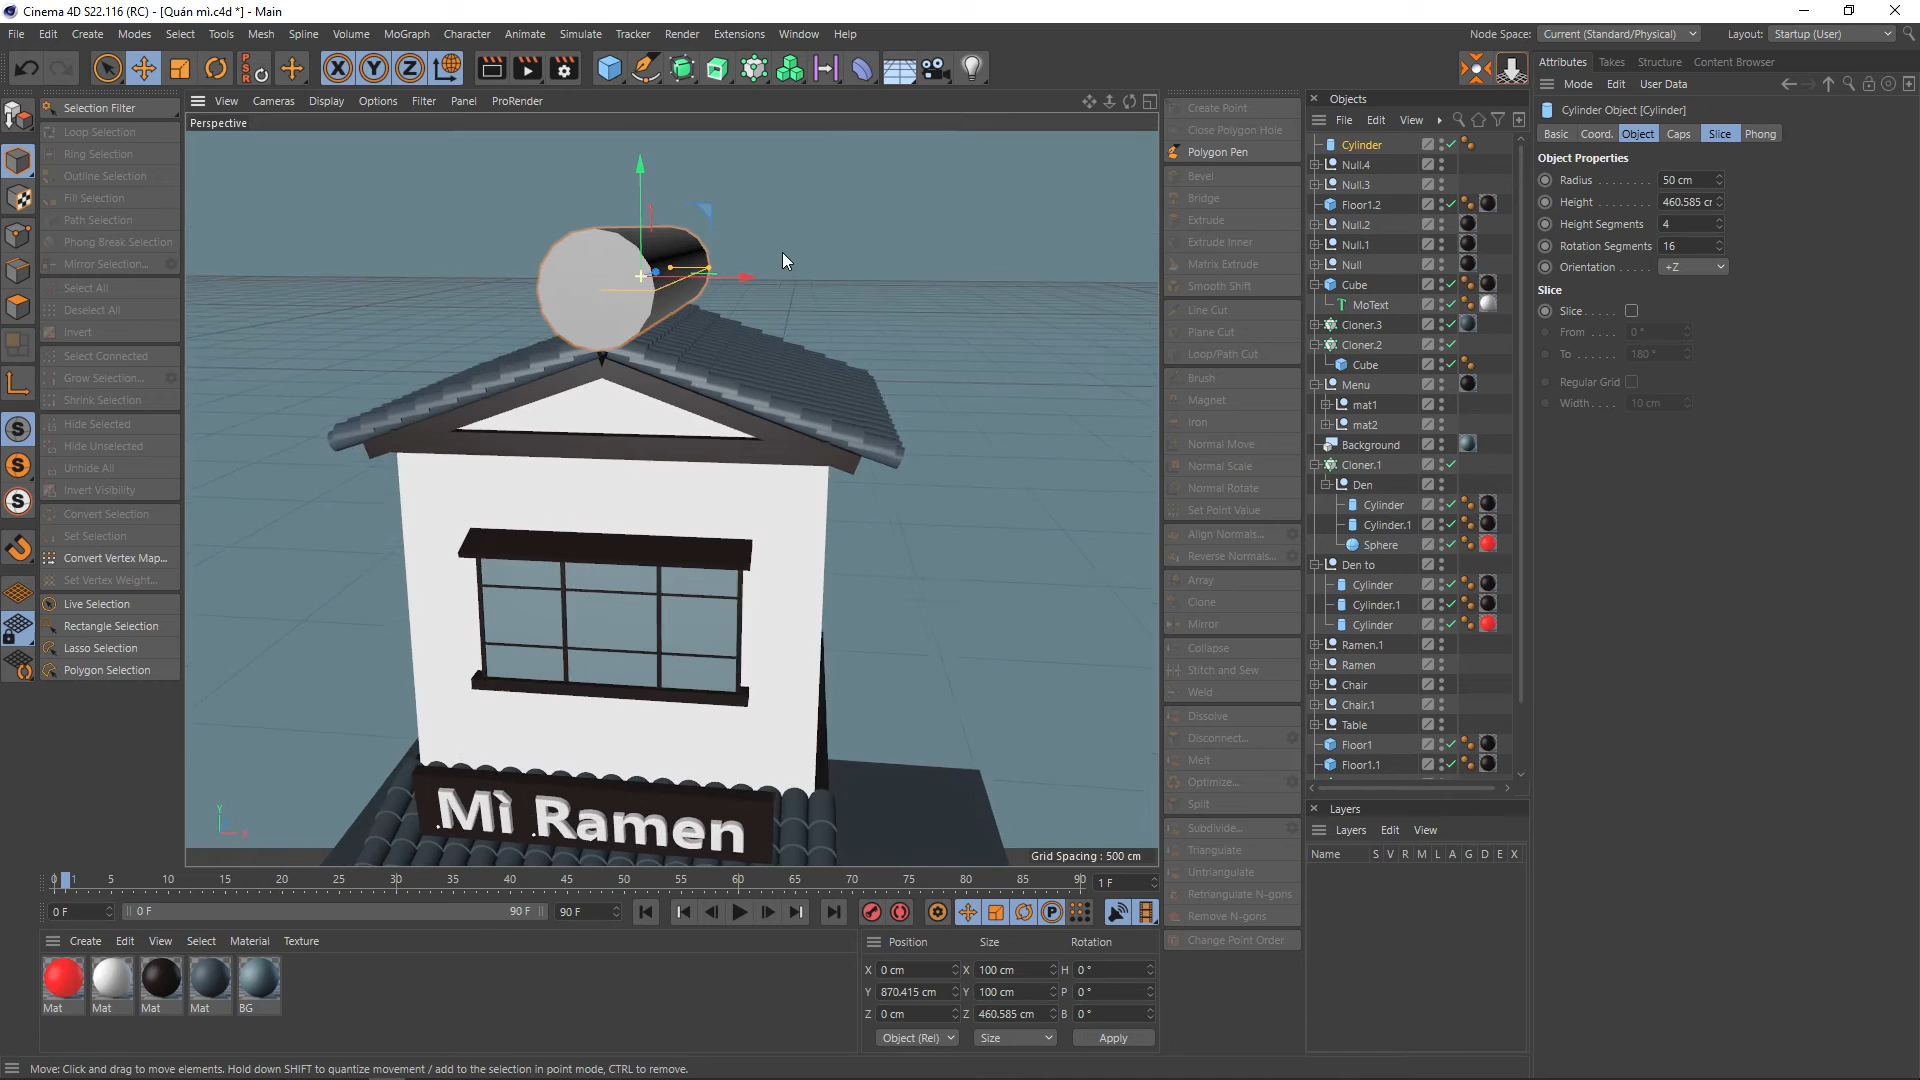 Cinema 4D S22.116 (RC) - [Quán mì.c4d *] - Main
File Edit Create Modes Select Tools Mesh Spline Volume MoGraph Character Animate Simulate Tracker Render Extensions Window Help
Node Space: Current (Standard/Physical) Layout: Startup (User)
PSR X Y Z
Selection Filter
Loop Selection
Ring Selection
Outline Selection
Fill Selection
Path Selection
Phong Break Selection
Mirror Selection...
Select All
Deselect All
Invert
Select Connected
Grow Selection...
Shrink Selection
Hide Selected
Hide Unselected
Unhide All
Invert Visibility
Convert Selection
Set Selection
Convert Vertex Map...
Set Vertex Weight...
Live Selection
Rectangle Selection
Lasso Selection
Polygon Selection
View Cameras Display Options Filter Panel ProRender
Perspective
Mì Ramen
Y
X
Grid Spacing : 500 cm
Create Point
Close Polygon Hole
Polygon Pen
Bevel
Bridge
Extrude
Extrude Inner
Matrix Extrude
Smooth Shift
Line Cut
Plane Cut
Loop/Path Cut
Brush
Magnet
Iron
Normal Move
Normal Scale
Normal Rotate
Set Point Value
Align Normals...
Reverse Normals...
Array
Clone
Mirror
Collapse
Stitch and Sew
Weld
Dissolve
Disconnect...
Melt
Optimize...
Split
Subdivide...
Triangulate
Untriangulate
Retriangulate N-gons
Remove N-gons
Change Point Order
Objects
File Edit View
Cylinder
Null.4
Null.3
Floor1.2
Null.2
Null.1
Null
Cube
MoText
Cloner.3
Cloner.2
Cube
Menu
mat1
mat2
Background
Cloner.1
Den
Cylinder
Cylinder.1
Sphere
Den to
Cylinder
Cylinder.1
Cylinder
Ramen.1
Ramen
Chair
Chair.1
Table
Floor1
Floor1.1
Layers
Layers Edit View
Name S V R M L A G D E X
Attributes Takes Structure Content Browser
Mode Edit User Data
Cylinder Object [Cylinder]
Basic Coord. Object Caps Slice Phong
Object Properties
Radius . . . . . . . . 50 cm
Height . . . . . . . . 460.585 cr
Height Segments 4
Rotation Segments 16
Orientation . . . . . +Z
Slice
Slice . . . . .
From . . . . 0 °
To . . . . . . 180 °
Regular Grid
Width. . . . . 10 cm
0 1 5 10 15 20 25 30 35 40 45 50 55 60 65 70 75 80 85 90 1 F
0 F 0 F 90 F 90 F
Create Edit View Select Material Texture
Mat Mat Mat Mat BG
Position Size Rotation
X 0 cm X 100 cm H 0 °
Y 870.415 cm Y 100 cm P 0 °
Z 0 cm Z 460.585 cm B 0 °
Object (Rel) Size Apply
Move: Click and drag to move elements. Hold down SHIFT to quantize movement / add to the selection in point mode, CTRL to remove.